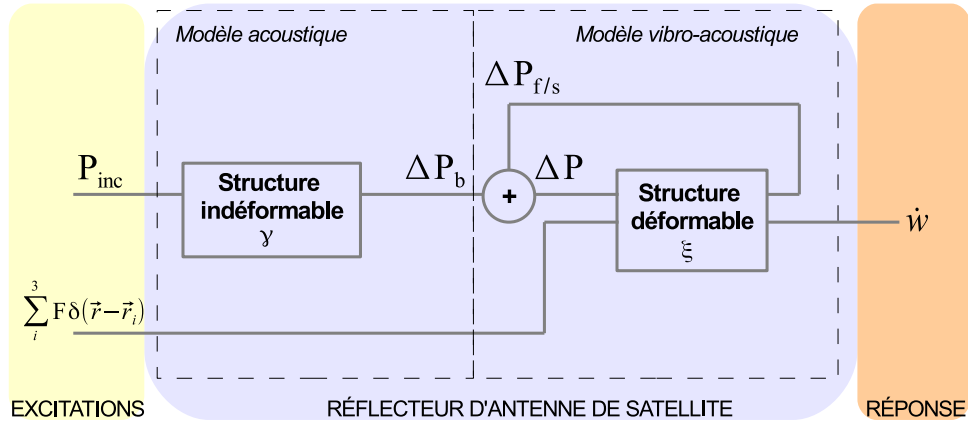 Modèle acoustique
Modèle vibro-acoustique
ΔP_f/s
P_inc
Structure
indéformable
γ
ΔP_b
+
ΔP
Structure
déformable
ξ
ẇ
∑_i^3 Fδ(r⃗−r⃗_i)
EXCITATIONS
RÉFLECTEUR D'ANTENNE DE SATELLITE
RÉPONSE